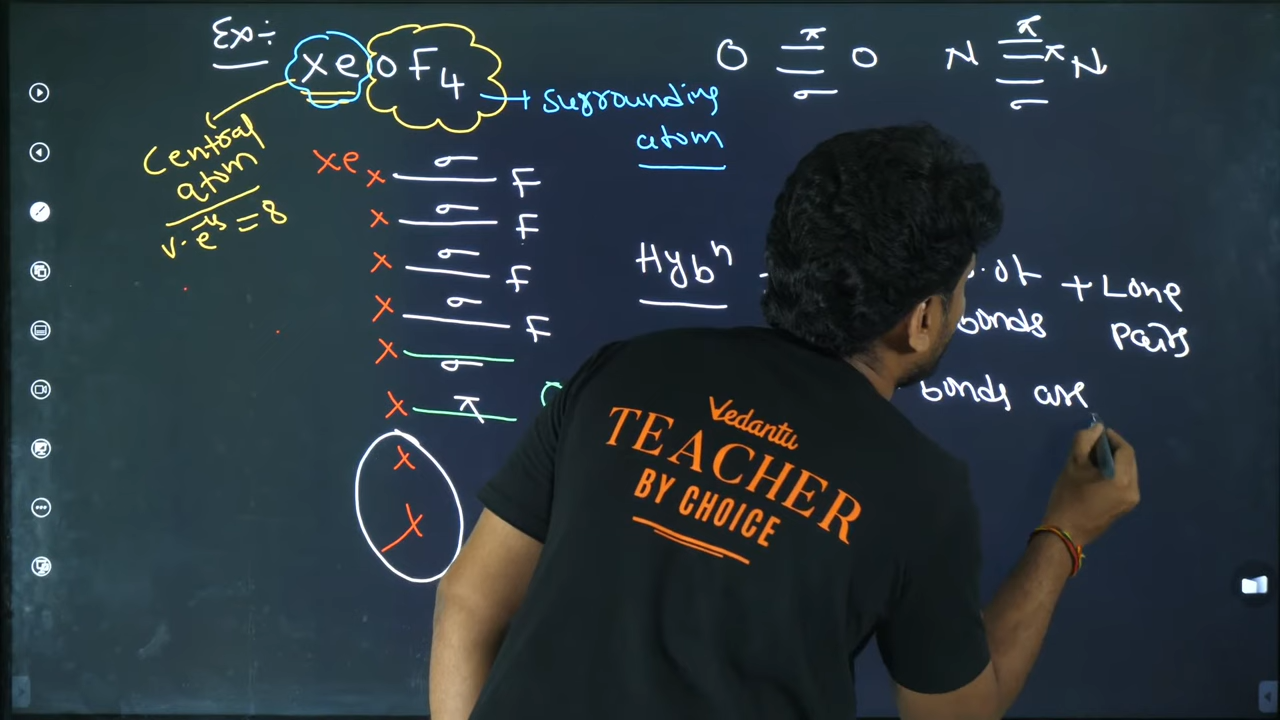 Ex:-
xeoF4
O π σ O
N π π σ N
surrounding
atom
Central
atom
v.e⁻s = 8
xe x σ F
x σ F
x σ F
x σ F
x σ
x π
x
x
Hybⁿ
+ Lone
bonds pairs
bonds are
Vedantu
TEACHER
BY CHOICE